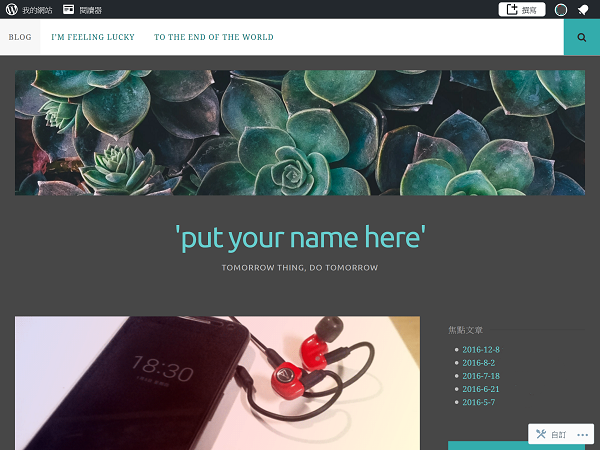 我的網站
閱讀器
撰寫
BLOG
I'M FEELING LUCKY
TO THE END OF THE WORLD
'put your name here'
TOMORROW THING, DO TOMORROW
18:30
焦點文章
2016-12-8
2016-8-2
2016-7-18
2016-6-21
2016-5-7
自訂